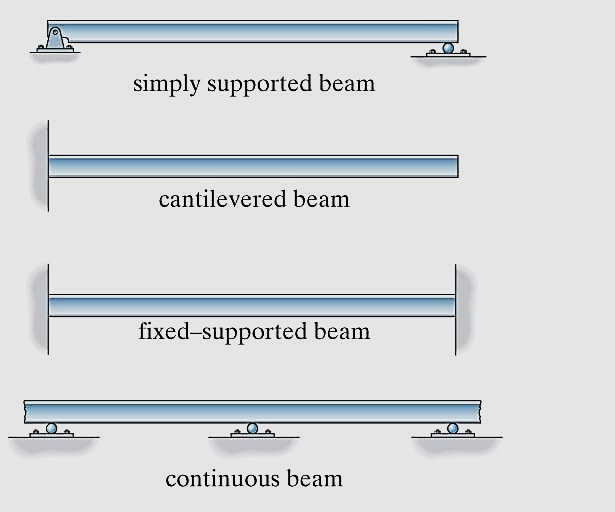 simply supported beam
cantilevered beam
fixed–supported beam
continuous beam